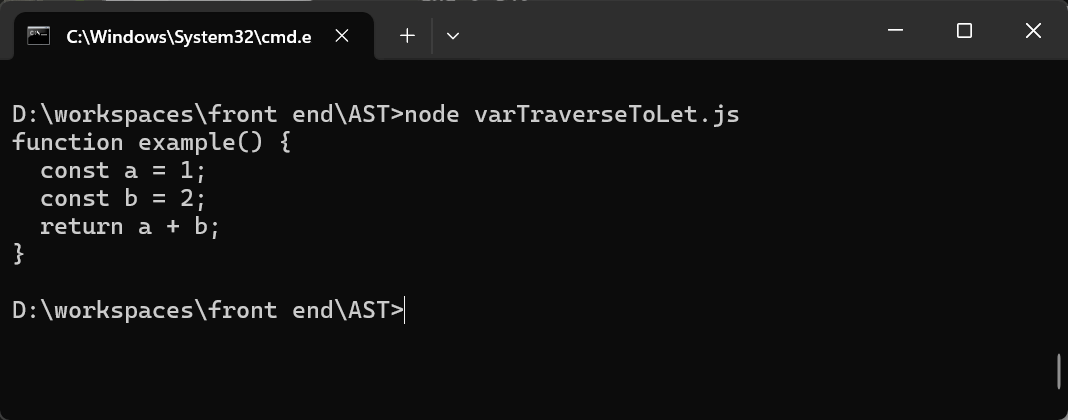 C:\Windows\System32\cmd.e
D:\workspaces\front end\AST>node varTraverseToLet.js
function example() {
  const a = 1;
  const b = 2;
  return a + b;
}
D:\workspaces\front end\AST>